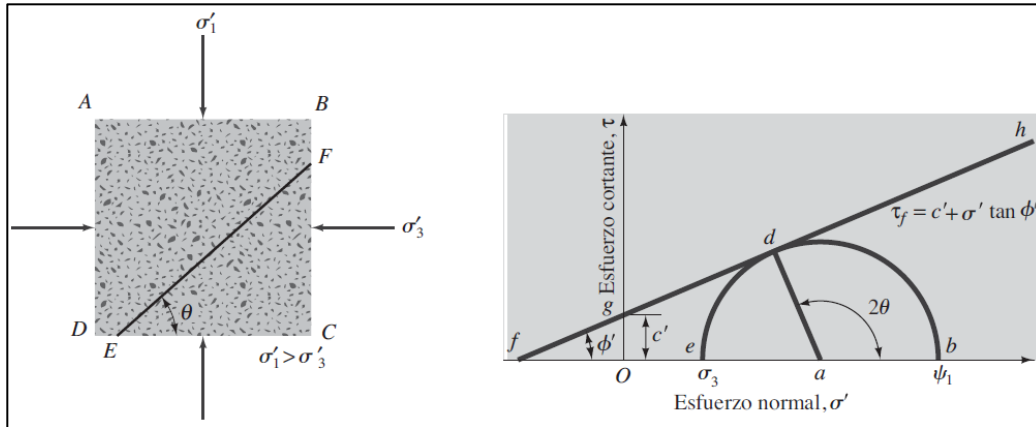 σ′₁
A
B
F
σ′₃
θ
D
E
C
σ′₁ > σ′₃
Esfuerzo cortante, τ
h
τf = c′ + σ′ tan ϕ′
d
g
2θ
f
ϕ′
c′
e
b
O
σ₃
a
ψ₁
Esfuerzo normal, σ′